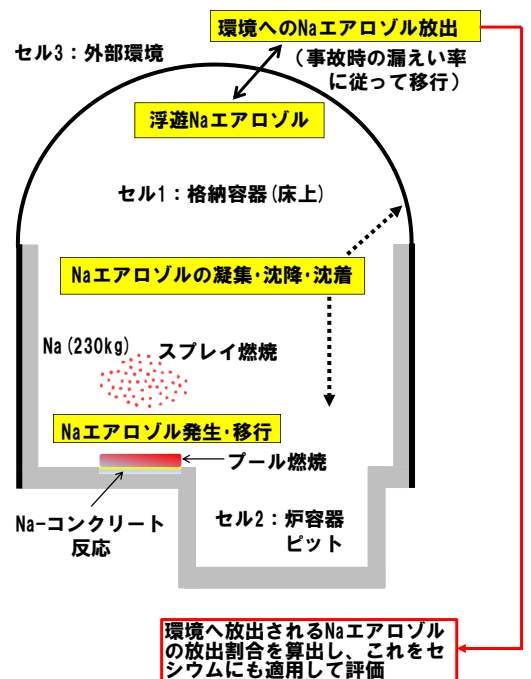 環境へのNaエアロゾル放出
セル3：外部環境
（事故時の漏えい率
に従って移行）
浮遊Naエアロゾル
セル1：格納容器(床上)
Naエアロゾルの凝集･沈降･沈着
Na(230kg)
スプレイ燃焼
Naエアロゾル発生･移行
プール燃焼
Na-コンクリート
反応
セル2：炉容器
ピット
環境へ放出されるNaエアロゾル
の放出割合を算出し、これをセ
シウムにも適用して評価